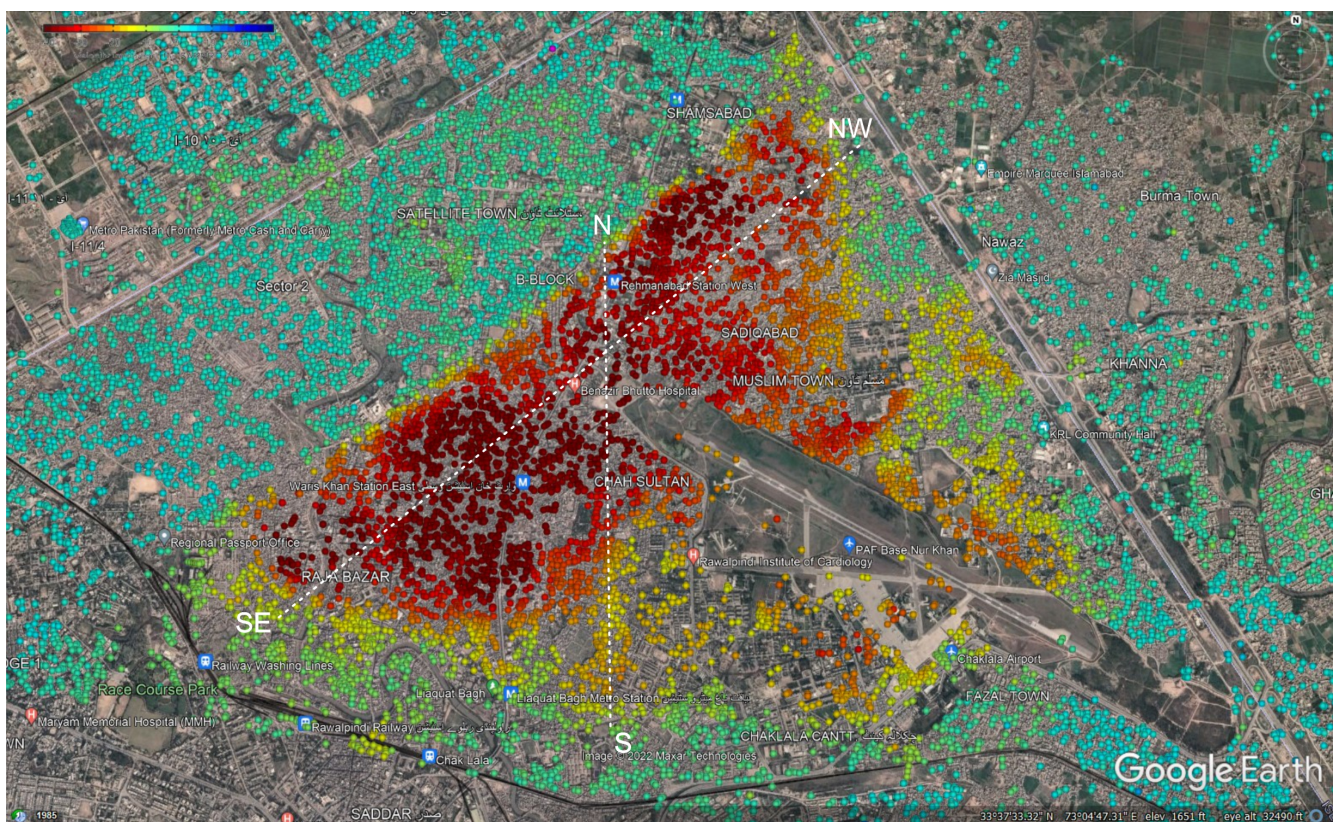 N
SHAMSABAD
NW
I-10
Empire Marquee Islamabad
Burma Town
SATELLITE TOWN
Metro Pakistan (Formerly Metro Cash and Carry)
I-11/4
N
Nawaz
Zia Masjid
B-BLOCK
Rehmanabad Station West
Sector 2
SADIQABAD
KHANNA
MUSLIM TOWN مسلم ٹاؤن
Benazir Bhutto Hospital
KRL Community Hall
CHAH SULTAN
Waris Khan Station East
Regional Passport Office
PAF Base Nur Khan
Rawalpindi Institute of Cardiology
RAJA BAZAR
SE
Chaklala Airport
Railway Washing Lines
Race Course Park
Liaquat Bagh
Liaquat Bagh Metro Station
FAZAL TOWN
Maryam Memorial Hospital (MMH)
Rawalpindi Railway
S
CHAKLALA CANTT
Chak Lala
Image © 2022 Maxar Technologies
Google Earth
SADDAR صدر
1985
33°37'33.32" N 73°04'47.31" E elev 1651 ft eye alt 32490 ft